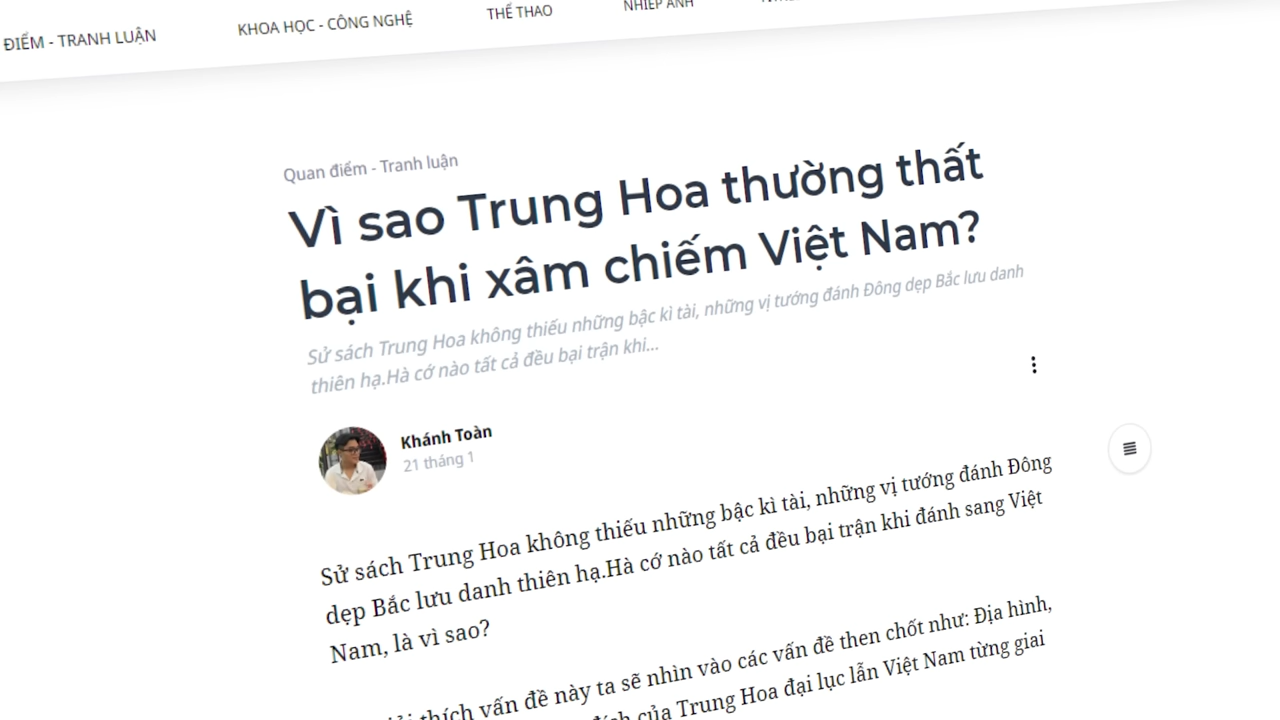 ĐIỂM - TRANH LUẬN KHOA HỌC - CÔNG NGHỆ THỂ THAO NHIẾP ẢNH
Quan điểm - Tranh luận
Vì sao Trung Hoa thường thất
bại khi xâm chiếm Việt Nam?
Sử sách Trung Hoa không thiếu những bậc kì tài, những vị tướng đánh Đông dẹp Bắc lưu danh
thiên hạ.Hà cớ nào tất cả đều bại trận khi...
Khánh Toàn
21 tháng 1
Sử sách Trung Hoa không thiếu những bậc kì tài, những vị tướng đánh Đông
dẹp Bắc lưu danh thiên hạ.Hà cớ nào tất cả đều bại trận khi đánh sang Việt
Nam, là vì sao?
thích vấn đề này ta sẽ nhìn vào các vấn đề then chốt như: Địa hình,
của Trung Hoa đại lục lẫn Việt Nam từng giai